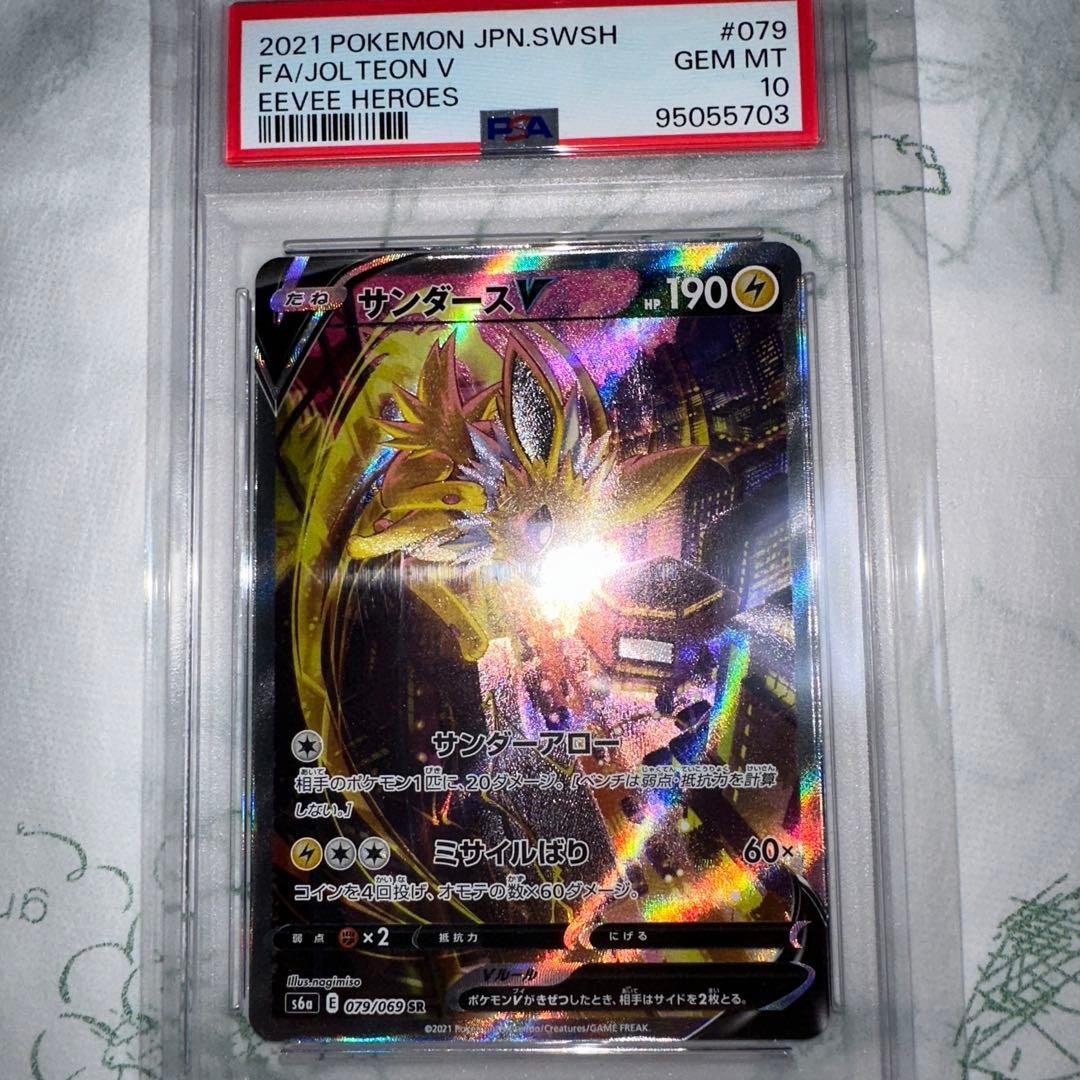 2021 POKEMON JPN.SWSH #079
FA/JOLTEON V GEM MT
EEVEE HEROES 10
PSA 95055703
たね サンダースV HP 190
サンダーアロー
相手のポケモン1匹に、20ダメージ。[ベンチは弱点・抵抗力を計算
しない。]
ミサイルばり 60×
コインを4回投げ、オモテの数×60ダメージ。
弱点 ×2 抵抗力 にげる
Illus.nagimiso
Vルール
s6a E 079/069 SR
ポケモンVがきぜつしたとき、相手はサイドを2枚とる。
©2021 Pokémon/Nintendo/Creatures/GAME FREAK.